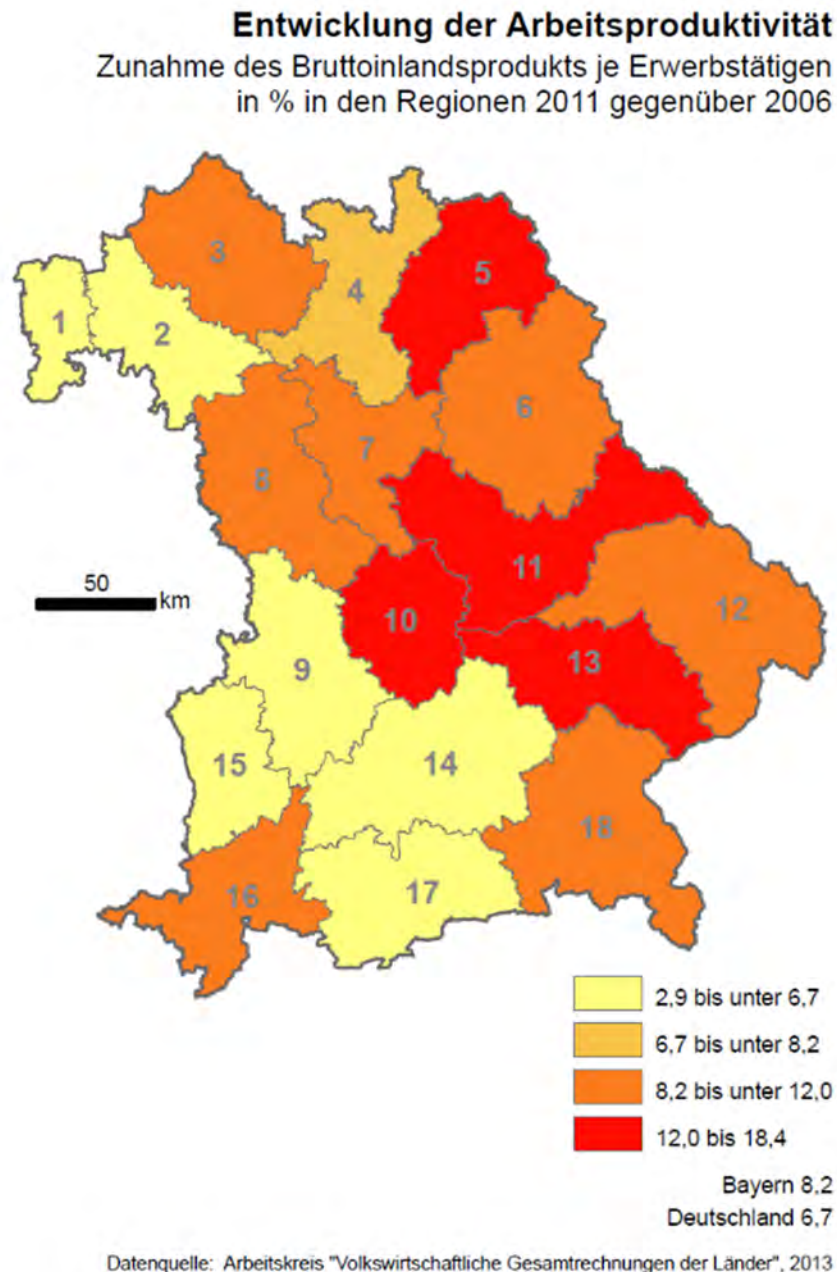 Entwicklung der Arbeitsproduktivität
Zunahme des Bruttoinlandsprodukts je Erwerbstätigen
in % in den Regionen 2011 gegenüber 2006
3
5
4
1
2
6
7
8
11
50
km
10
12
9
13
15
14
18
17
16
2,9 bis unter 6,7
6,7 bis unter 8,2
8,2 bis unter 12,0
12,0 bis 18,4
Bayern 8,2
Deutschland 6,7
Datenquelle: Arbeitskreis "Volkswirtschaftliche Gesamtrechnungen der Länder", 2013